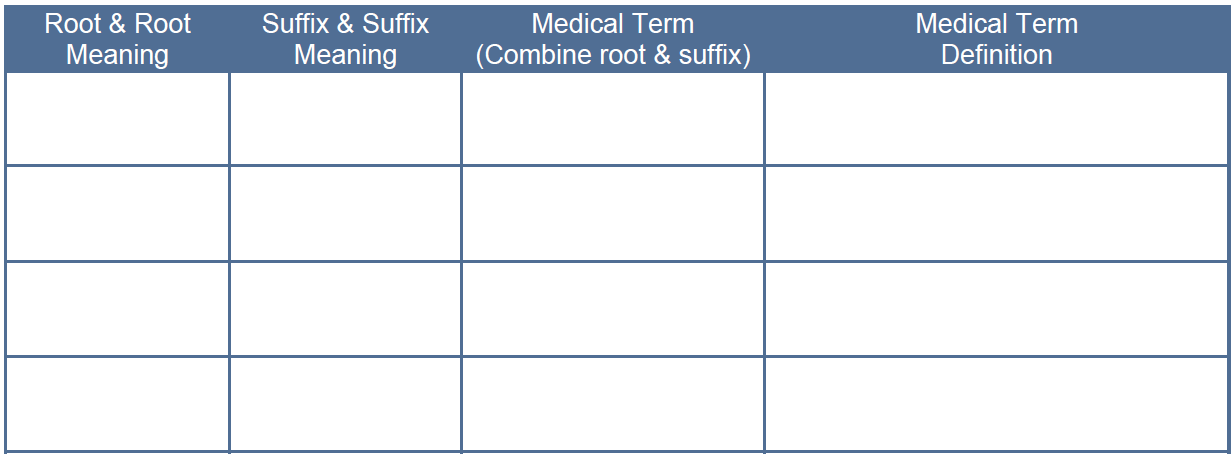 Root & Root
Meaning
Suffix & Suffix
Meaning
Medical Term
(Combine root & suffix)
Medical Term
Definition